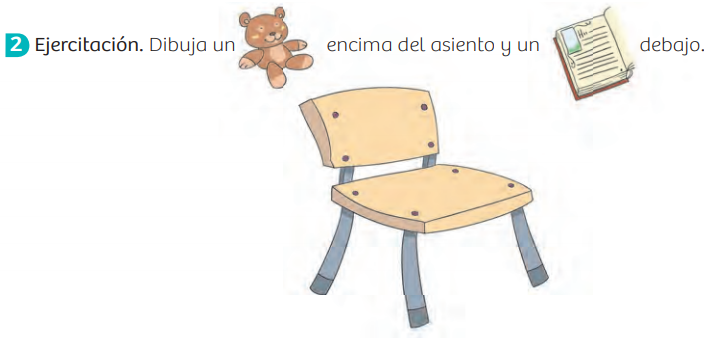 2 Ejercitación. Dibuja un encima del asiento y un debajo.